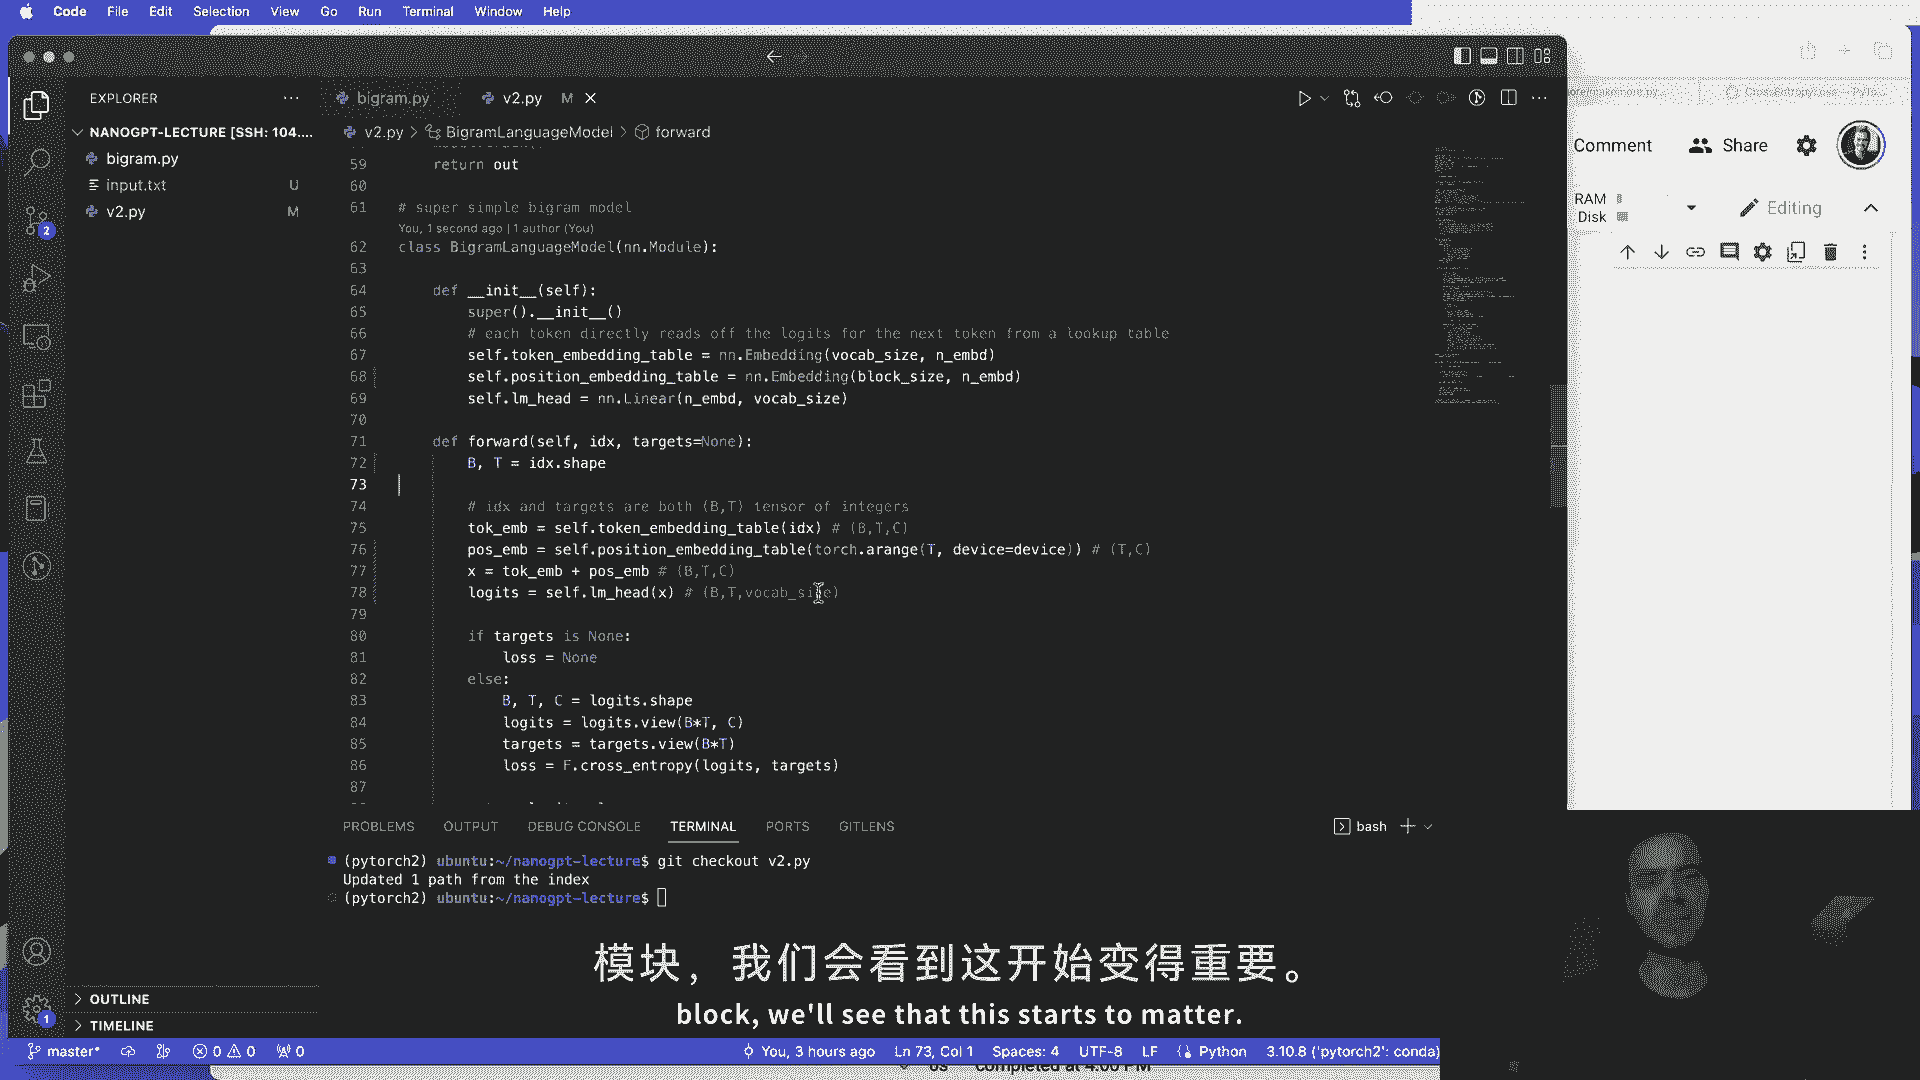 Code File Edit Selection View Go Run Terminal Window Help
EXPLORER
bigram.py
v2.py M
NANOGPT-LECTURE [SSH: 104....
bigram.py
input.txt U
v2.py M
v2.py > BigramLanguageModel > forward
59 return out
60
61 # super simple bigram model
You, 1 second ago | 1 author (You)
62 class BigramLanguageModel(nn.Module):
63
64 def __init__(self):
65 super().__init__()
66 # each token directly reads off the logits for the next token from a lookup table
67 self.token_embedding_table = nn.Embedding(vocab_size, n_embd)
68 self.position_embedding_table = nn.Embedding(block_size, n_embd)
69 self.lm_head = nn.Linear(n_embd, vocab_size)
70
71 def forward(self, idx, targets=None):
72 B, T = idx.shape
73
74 # idx and targets are both (B,T) tensor of integers
75 tok_emb = self.token_embedding_table(idx) # (B,T,C)
76 pos_emb = self.position_embedding_table(torch.arange(T, device=device)) # (T,C)
77 x = tok_emb + pos_emb # (B,T,C)
78 logits = self.lm_head(x) # (B,T,vocab_size)
79
80 if targets is None:
81 loss = None
82 else:
83 B, T, C = logits.shape
84 logits = logits.view(B*T, C)
85 targets = targets.view(B*T)
86 loss = F.cross_entropy(logits, targets)
87
Comment Share
RAM
Disk
Editing
PROBLEMS OUTPUT DEBUG CONSOLE TERMINAL PORTS GITLENS
bash
(pytorch2) ubuntu:~/nanogpt-lecture$ git checkout v2.py
Updated 1 path from the index
(pytorch2) ubuntu:~/nanogpt-lecture$
2
1
OUTLINE
TIMELINE
模块，我们会看到这开始变得重要。
block, we'll see that this starts to matter.
master* 0 0 0 You, 3 hours ago Ln 73, Col 1 Spaces: 4 UTF-8 LF Python 3.10.8 ('pytorch2': conda)
completed at 4:00 PM